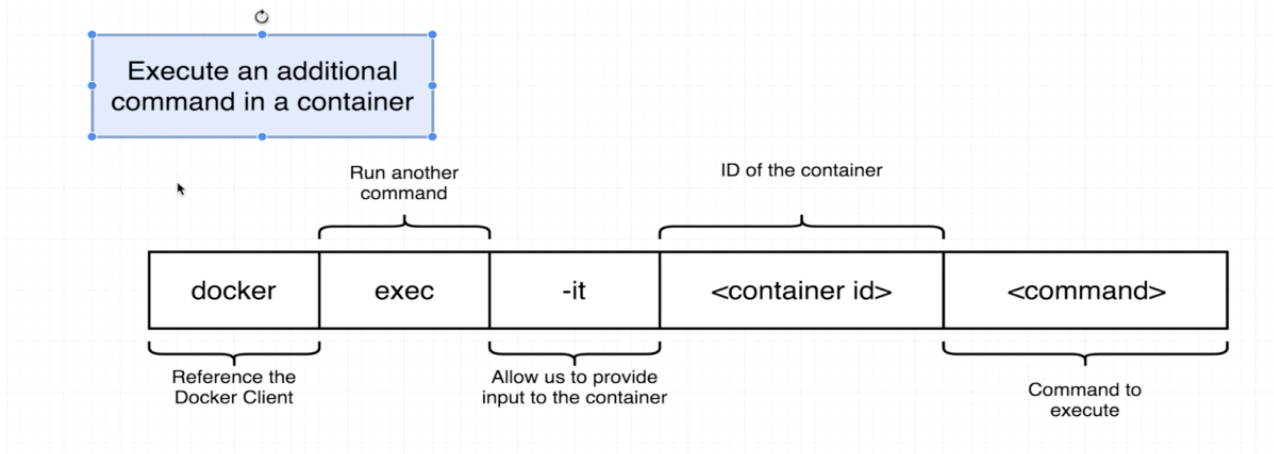 Execute an additional
command in a container
Run another
command
ID of the container
docker
exec
-it
<container id>
<command>
Reference the
Docker Client
Allow us to provide
input to the container
Command to
execute